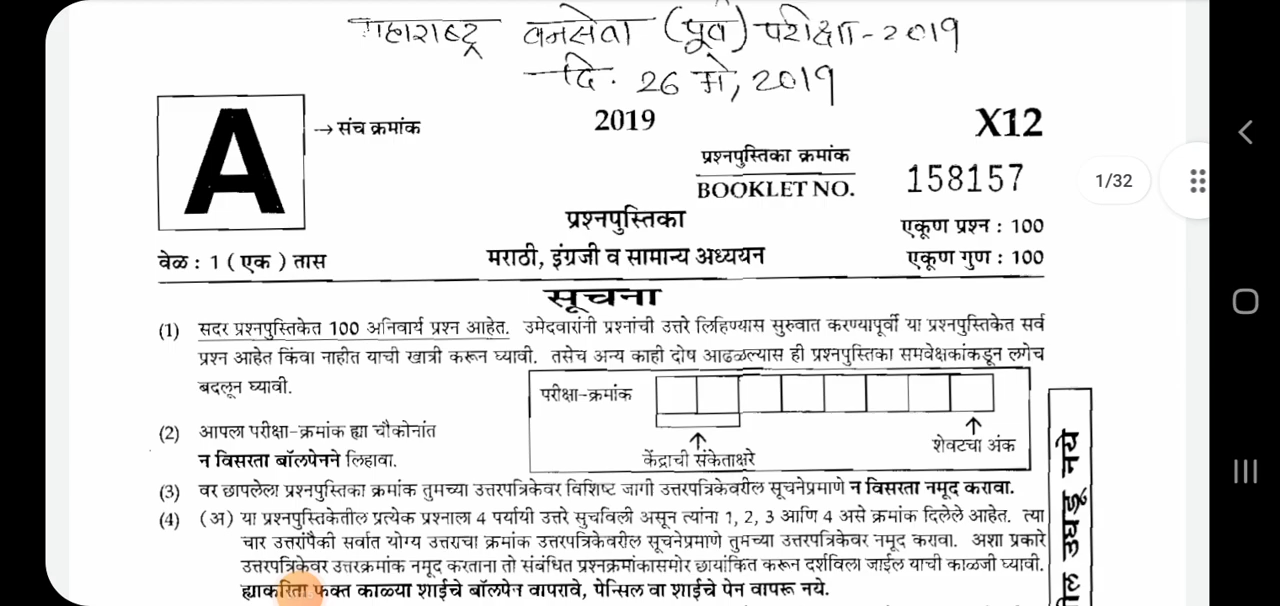 महाराष्ट्र वनसेवा (पूर्व) परीक्षा-2019
दि. 26 मे, 2019
A
→ संच क्रमांक
2019
X12
प्रश्नपुस्तिका क्रमांक
BOOKLET NO.
158157
1/32
प्रश्नपुस्तिका
एकूण प्रश्न : 100
वेळ : 1 (एक) तास
मराठी, इंग्रजी व सामान्य अध्ययन
एकूण गुण : 100
सूचना
(1) सदर प्रश्नपुस्तिकेत 100 अनिवार्य प्रश्न आहेत. उमेदवारांनी प्रश्नांची उत्तरे लिहिण्यास सुरुवात करण्यापूर्वी या प्रश्नपुस्तिकेत सर्व
प्रश्न आहेत किंवा नाहीत याची खात्री करून घ्यावी. तसेच अन्य काही दोष आढळल्यास ही प्रश्नपुस्तिका समवेक्षकांकडून लगेच
बदलून घ्यावी.
परीक्षा-क्रमांक
(2) आपला परीक्षा-क्रमांक ह्या चौकोनांत
न विसरता बॉलपेनने लिहावा.
केंद्राची संकेताक्षरे
शेवटचा अंक
(3) वर छापलेला प्रश्नपुस्तिका क्रमांक तुमच्या उत्तरपत्रिकेवर विशिष्ट जागी उत्तरपत्रिकेवरील सूचनेप्रमाणे न विसरता नमूद करावा.
(4) (अ) या प्रश्नपुस्तिकेतील प्रत्येक प्रश्नाला 4 पर्यायी उत्तरे सुचविली असून त्यांना 1, 2, 3 आणि 4 असे क्रमांक दिलेले आहेत. त्या
चार उत्तरांपैकी सर्वात योग्य उत्तराचा क्रमांक उत्तरपत्रिकेवरील सूचनेप्रमाणे तुमच्या उत्तरपत्रिकेवर नमूद करावा. अशा प्रकारे
उत्तरपत्रिकेवर उत्तरक्रमांक नमूद करताना तो संबंधित प्रश्नक्रमांकासमोर छायांकित करून दर्शविला जाईल याची काळजी घ्यावी.
ह्याकरिता फक्त काळ्या शाईचे बॉलपेन वापरावे, पेन्सिल वा शाईचे पेन वापरू नये.
उघडू नये